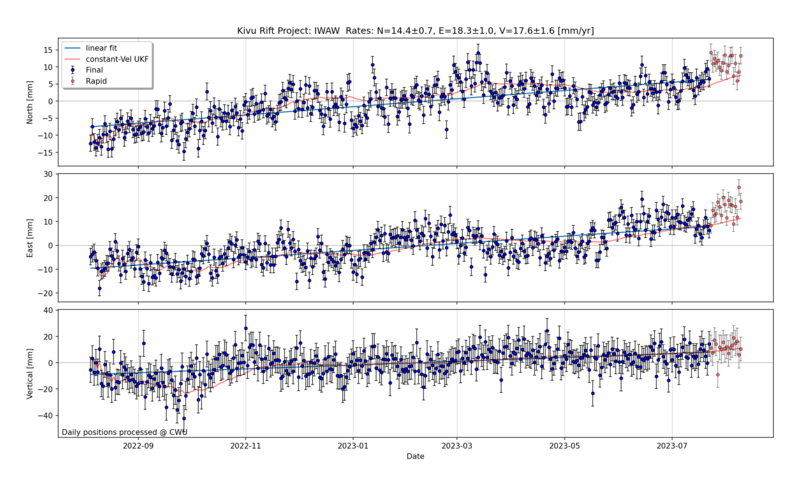 Kivu Rift Project: IWAW Rates: N=14.4±0.7, E=18.3±1.0, V=17.6±1.6 [mm/yr]
linear fit
constant-Vel UKF
Final
Rapid
North [mm]
15
10
5
0
−5
−10
−15
East [mm]
30
20
10
0
−10
−20
Vertical [mm]
40
20
0
−20
−40
Daily positions processed @ CWU
2022-09
2022-11
2023-01
2023-03
2023-05
2023-07
Date